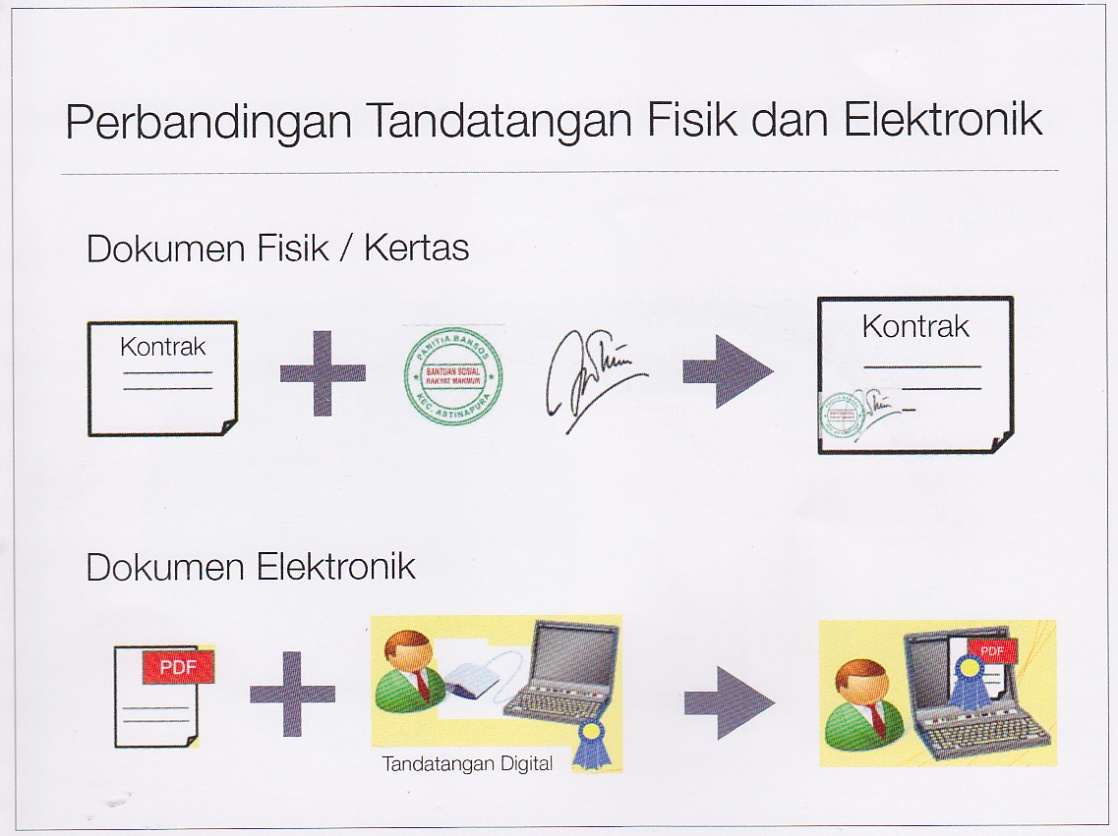 Perbandingan Tandatangan Fisik dan Elektronik
Dokumen Fisik / Kertas
Kontrak
PANITIA BANSOS
BANTUAN SOSIAL
RAKYAT MAKMUR
KEC. ASTINAPURA
Kontrak
Dokumen Elektronik
PDF
Tandatangan Digital
PDF